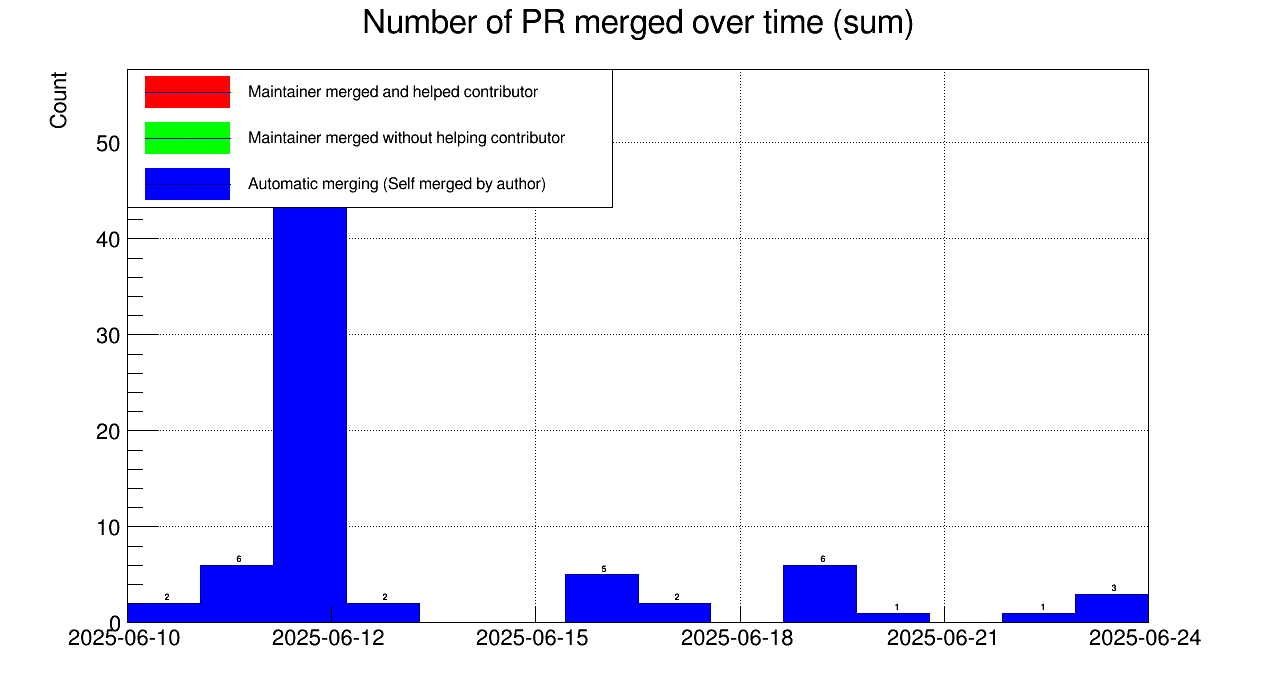 Number of PR merged over time (sum)
Count
Maintainer merged and helped contributor
Maintainer merged without helping contributor
Automatic merging (Self merged by author)
50
40
30
20
10
0
2 6 2 5 2 6 1 1 3
2025-06-10 2025-06-12 2025-06-15 2025-06-18 2025-06-21 2025-06-24